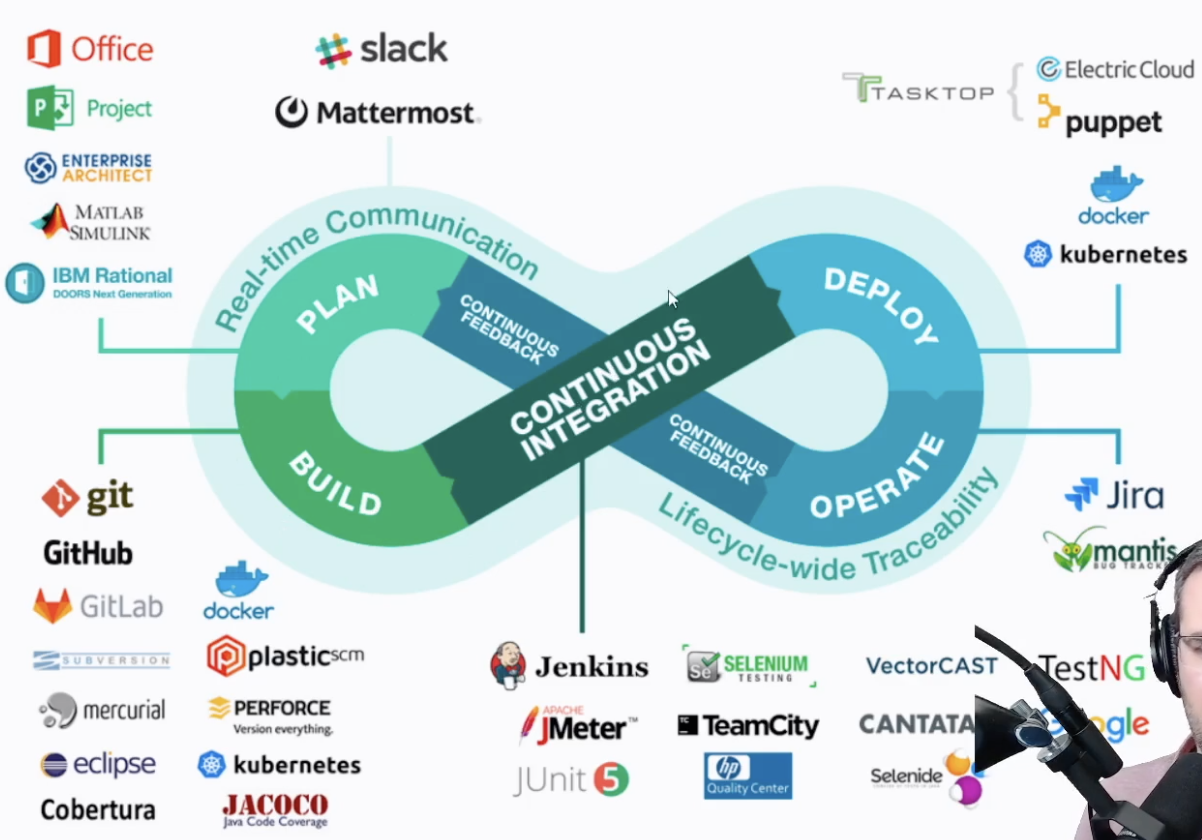 Office
Project
ENTERPRISE
ARCHITECT
MATLAB
SIMULINK
IBM Rational
DOORS Next Generation
slack
Mattermost
TASKTOP
Electric Cloud
puppet
docker
kubernetes
Real-time Communication
PLAN
CONTINUOUS
FEEDBACK
CONTINUOUS
INTEGRATION
DEPLOY
BUILD
CONTINUOUS
FEEDBACK
OPERATE
Lifecycle-wide Traceability
git
GitHub
GitLab
SUBVERSION
mercurial
eclipse
Cobertura
docker
plasticscm
PERFORCE
Version everything.
kubernetes
JACOCO
Java Code Coverage
Jenkins
APACHE
JMeter™
JUnit 5
Se
SELENIUM
TESTING
TC
TeamCity
hp
Quality Center
VectorCAST
CANTATA
Selenide
Jira
mantis
TestNG